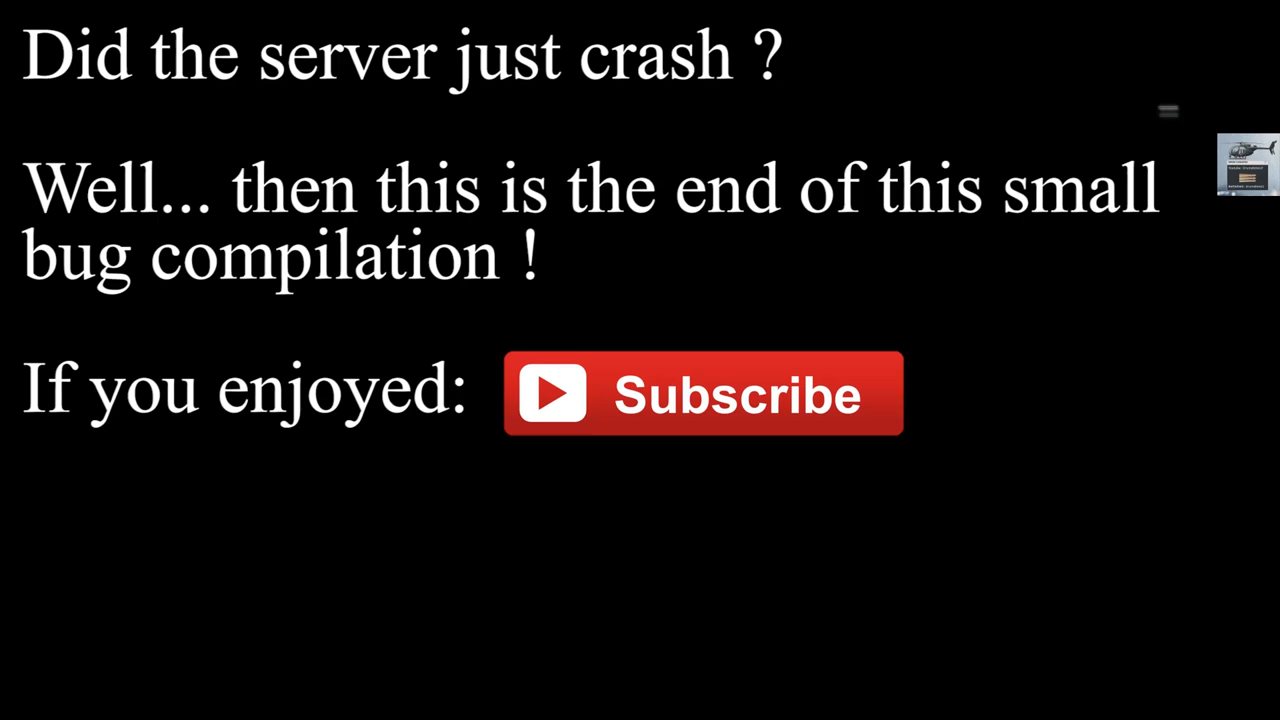 Did the server just crash ?
Well... then this is the end of this small
bug compilation !
If you enjoyed:
Subscribe